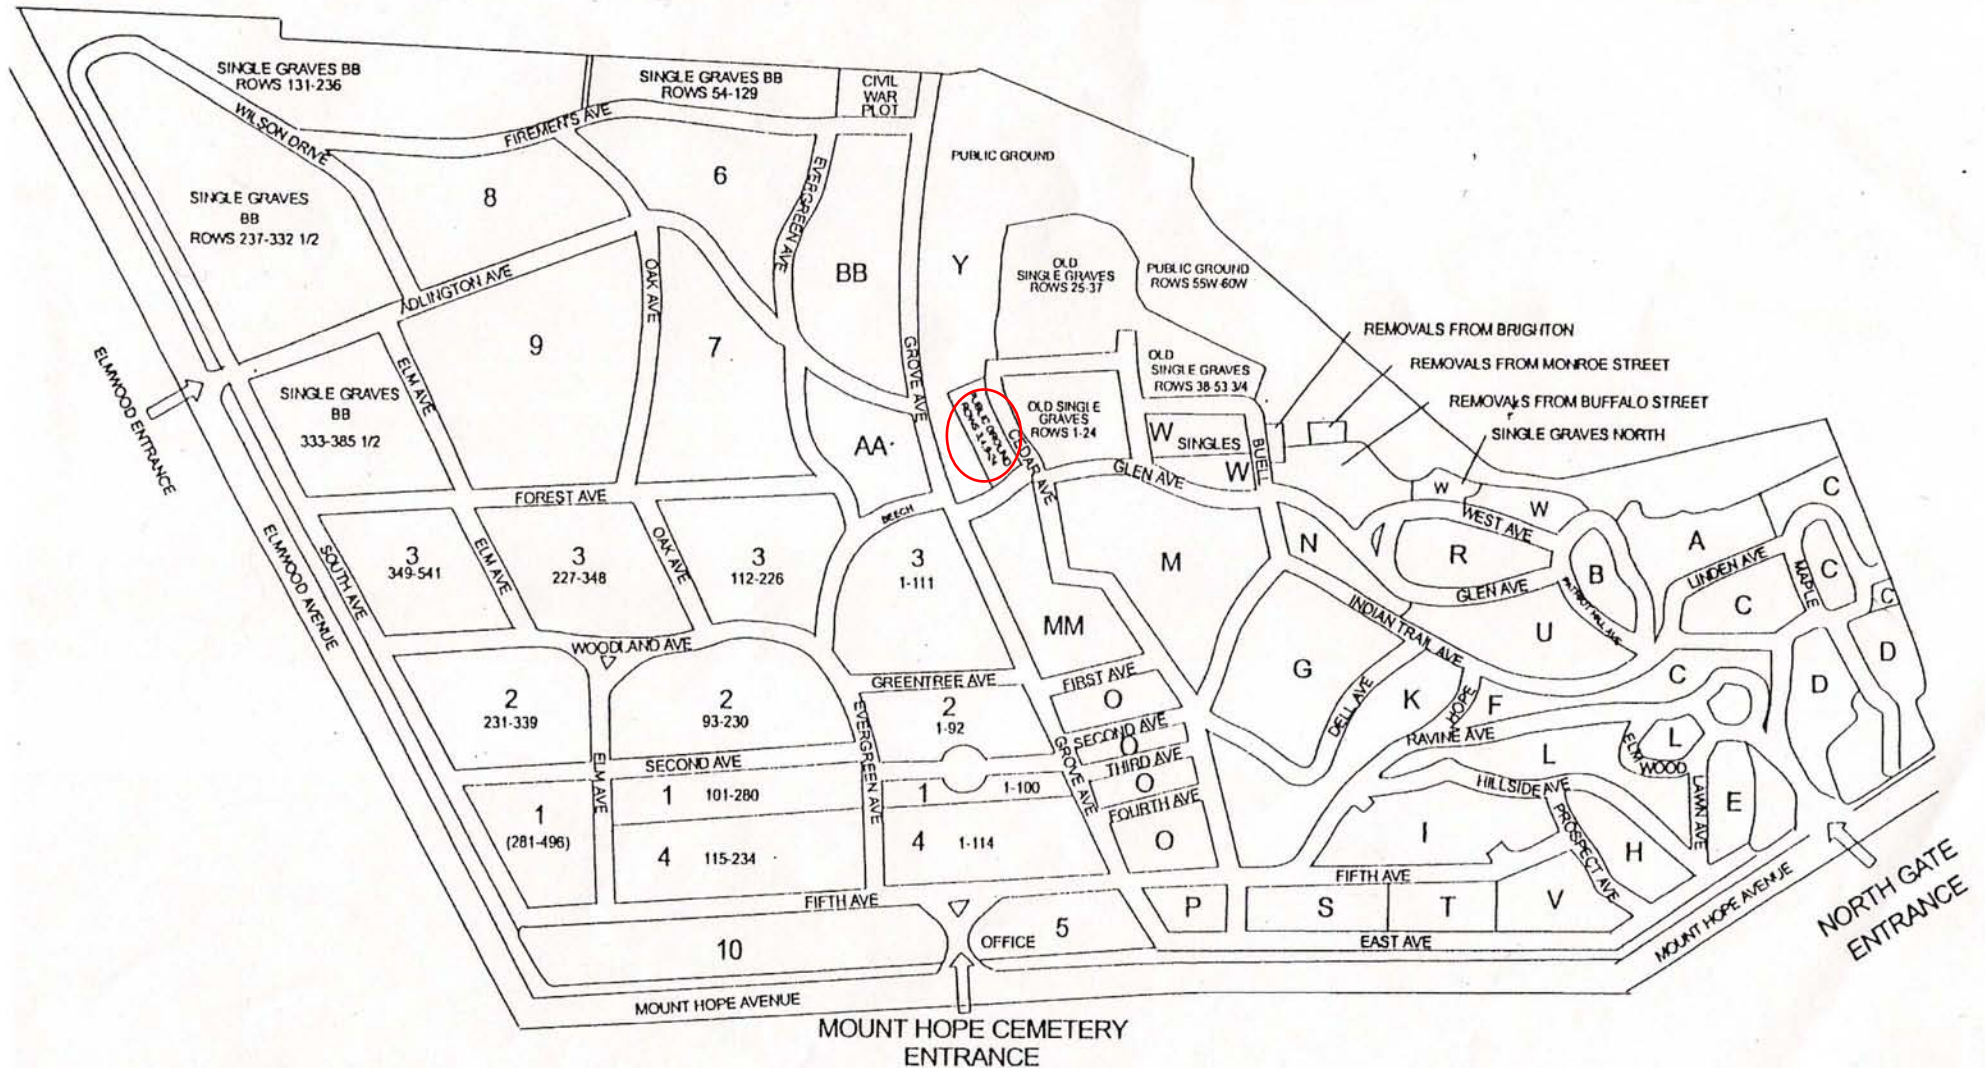 SINGLE GRAVES BB
ROWS 131-236
SINGLE GRAVES BB
ROWS 54-129
CIVIL
WAR
PLOT
WILSON DRIVE
FIREMEN'S AVE
PUBLIC GROUND
SINGLE GRAVES
BB
ROWS 237-332 1/2
8
6
EVERGREEN AVE
BB
Y
OLD
SINGLE GRAVES
ROWS 25-37
PUBLIC GROUND
ROWS 55W-60W
ADLINGTON AVE
OAK AVE
9
7
GROVE AVE
REMOVALS FROM BRIGHTON
REMOVALS FROM MONROE STREET
REMOVALS FROM BUFFALO STREET
SINGLE GRAVES NORTH
ELMWOOD ENTRANCE
ELM AVE
SINGLE GRAVES
BB
333-385 1/2
OLD
SINGLE GRAVES
ROWS 38-53 3/4
OLD SINGLE
GRAVES
ROWS 1-24
PUBLIC GROUND
ROWS
CEDAR AVE
AA
W SINGLES
W
BUELL
GLEN AVE
W
W
WEST AVE
FOREST AVE
BEECH
ELMWOOD AVENUE
SOUTH AVE
3
349-541
ELM AVE
3
227-348
OAK AVE
3
112-226
3
1-111
M
N
R
B
A
C
LINDEN AVE
MAPLE
C
C
C
GLEN AVE
PATRIOT HILL AVE
INDIAN TRAIL AVE
U
MM
WOODLAND AVE
GREENTREE AVE
FIRST AVE
G
DELL AVE
K
HOPE
F
C
D
D
2
231-339
2
93-230
EVERGREEN AVE
2
1-92
GROVE AVE
O
SECOND AVE
O
THIRD AVE
O
FOURTH AVE
O
RAVINE AVE
L
ELM
WOOD
L
LAWN AVE
E
HILLSIDE AVE
SECOND AVE
ELM AVE
1
(281-496)
1 101-280
1 1-100
4 115-234
4 1-114
I
PROSPECT AVE
H
FIFTH AVE
FIFTH AVE
P
S
T
V
EAST AVE
10
OFFICE
5
MOUNT HOPE AVENUE
MOUNT HOPE AVENUE
NORTH GATE
ENTRANCE
MOUNT HOPE CEMETERY
ENTRANCE